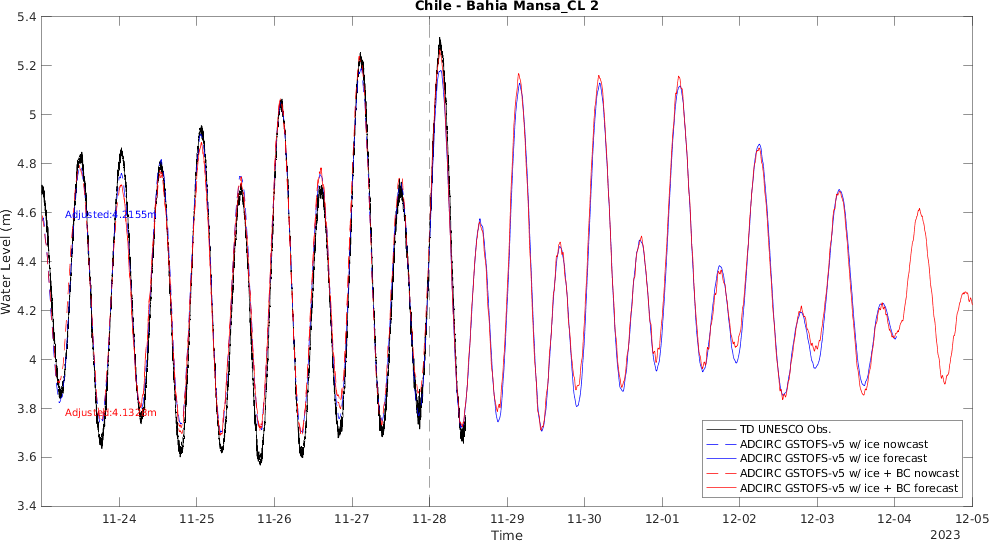 Chile - Bahia Mansa_CL 2
5.4
5.2
5
4.8
4.6
4.4
4.2
4
3.8
3.6
3.4
Water Level (m)
Adjusted:4.2155m
Adjusted:4.1323m
TD UNESCO Obs.
ADCIRC GSTOFS-v5 w/ ice nowcast
ADCIRC GSTOFS-v5 w/ ice forecast
ADCIRC GSTOFS-v5 w/ ice + BC nowcast
ADCIRC GSTOFS-v5 w/ ice + BC forecast
11-24 11-25 11-26 11-27 11-28 11-29 11-30 12-01 12-02 12-03 12-04 12-05
Time
2023